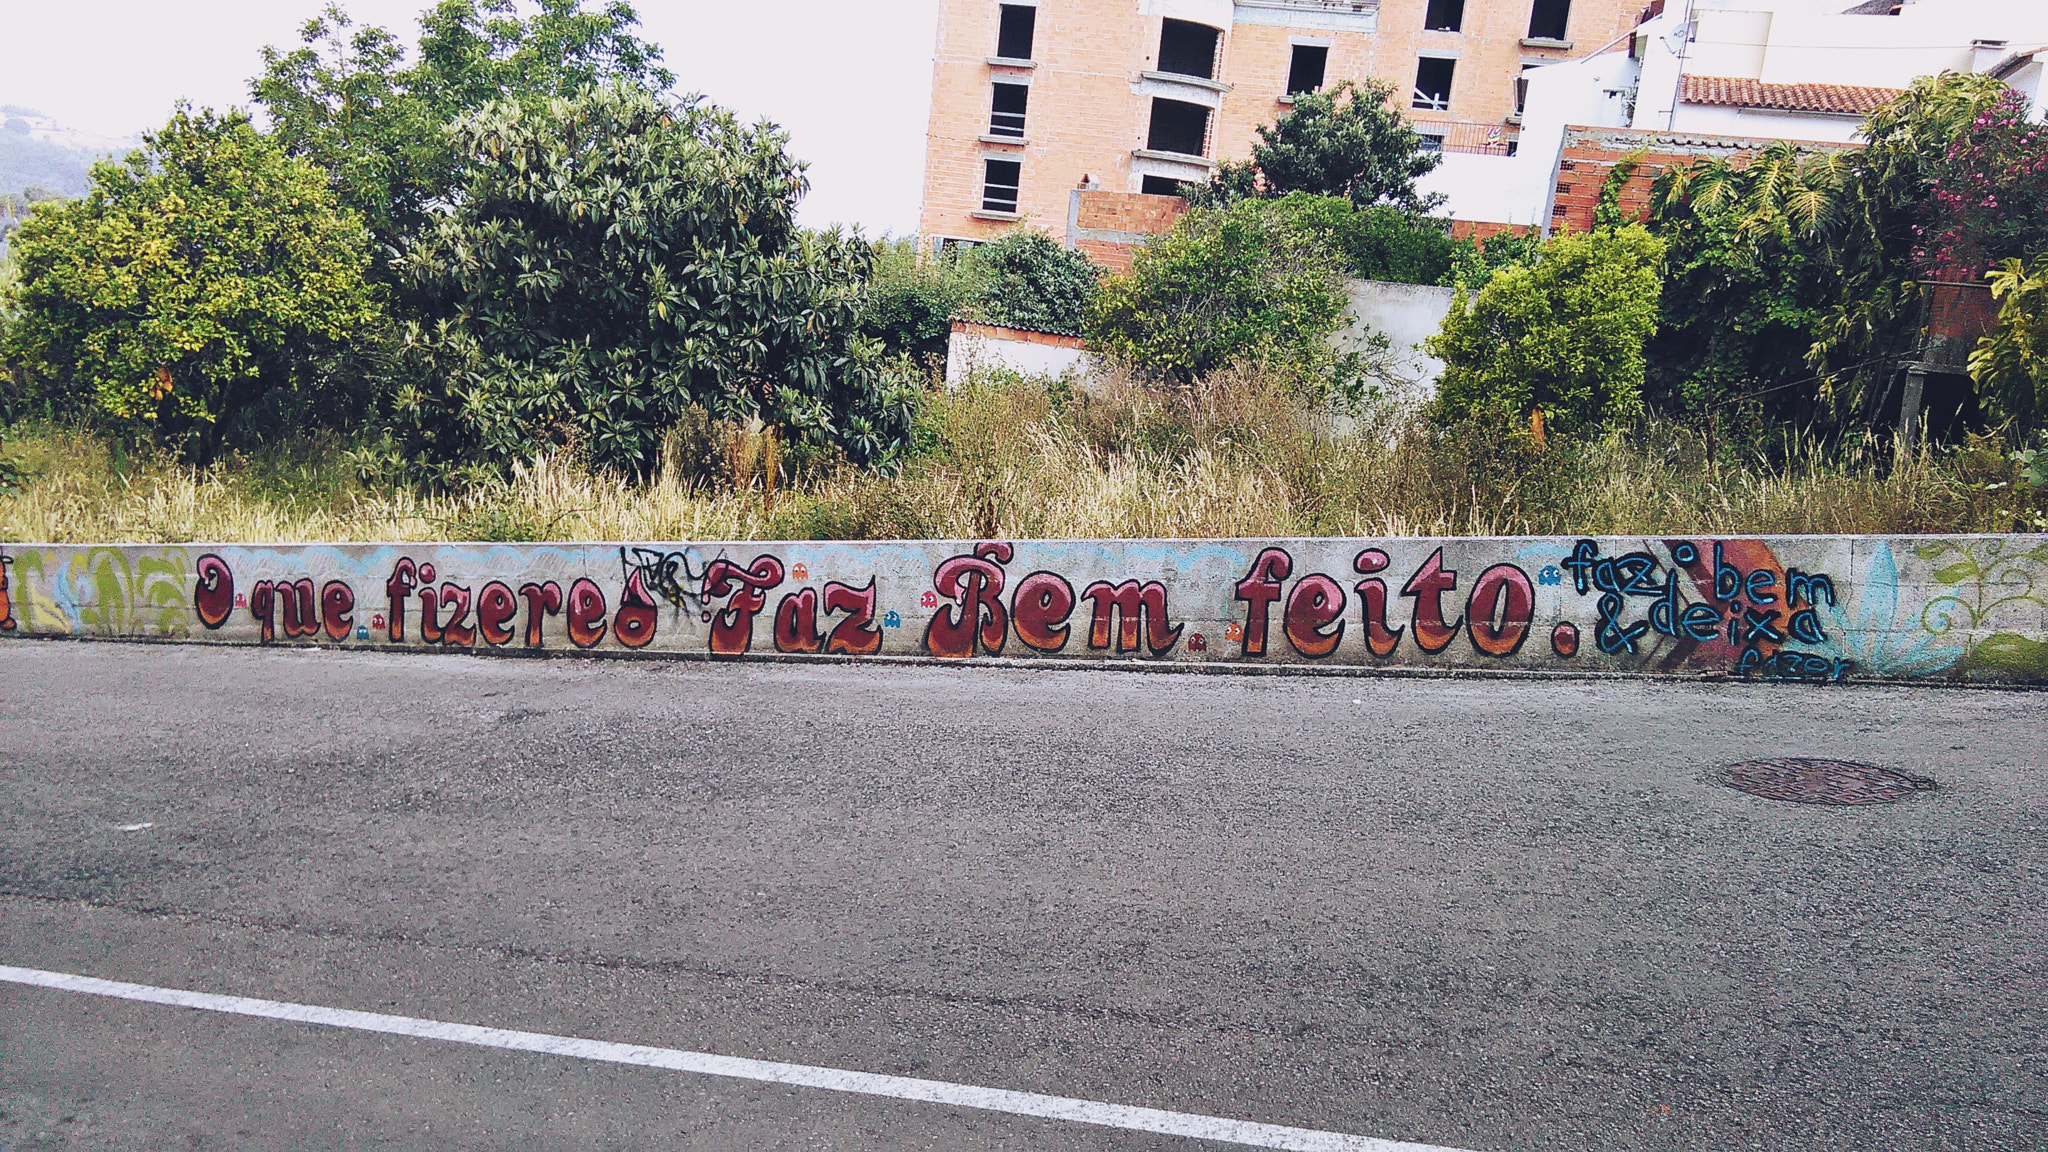 O que fizeres! Faz Bem feito.
faz o bem
& deixa
fazer